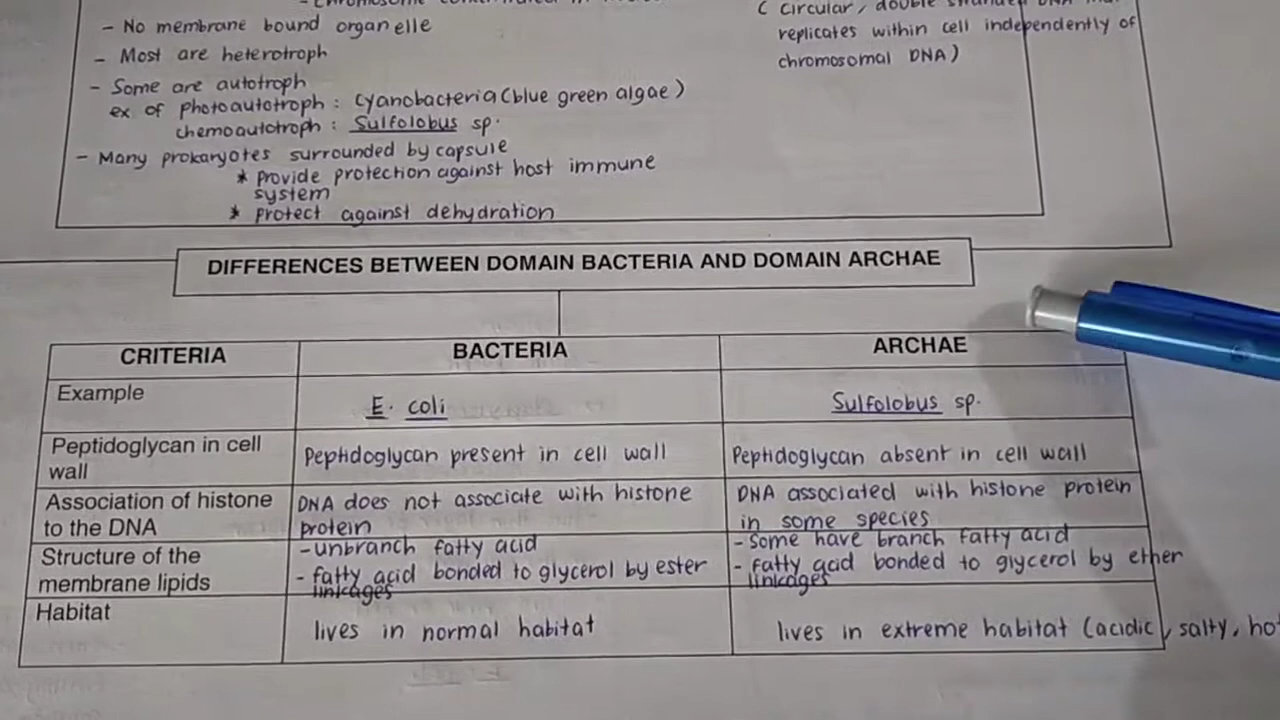 - No membrane bound organelle
- Most are heterotroph
- Some are autotroph
ex of photoautotroph : Cyanobacteria (blue green algae)
chemoautotroph : Sulfolobus sp.
- Many prokaryotes surrounded by capsule
* provide protection against host immune
system
* protect against dehydration
( circular, double
replicates within cell independently of
chromosomal DNA)
DIFFERENCES BETWEEN DOMAIN BACTERIA AND DOMAIN ARCHAE
CRITERIA BACTERIA ARCHAE
Example E. coli Sulfolobus sp.
Peptidoglycan in cell
wall
Peptidoglycan present in cell wall
Peptidoglycan absent in cell wall
Association of histone
to the DNA
DNA does not associate with histone
protein
DNA associated with histone protein
in some species
Structure of the
membrane lipids
- unbranch fatty acid
- fatty acid bonded to glycerol by ester
linkages
- some have branch fatty acid
- fatty acid bonded to glycerol by ether
linkages
Habitat
lives in normal habitat
lives in extreme habitat (acidic, salty,